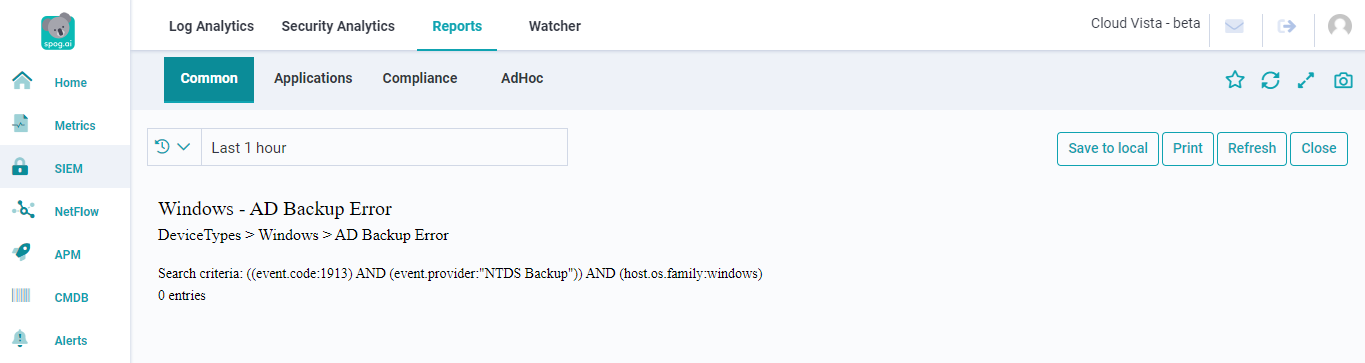 spog.ai
Log Analytics Security Analytics Reports Watcher
Cloud Vista - beta
Home
Metrics
SIEM
NetFlow
APM
CMDB
Alerts
Common Applications Compliance AdHoc
Last 1 hour
Save to local Print Refresh Close
Windows - AD Backup Error
DeviceTypes > Windows > AD Backup Error
Search criteria: ((event.code:1913) AND (event.provider:"NTDS Backup")) AND (host.os.family:windows)
0 entries